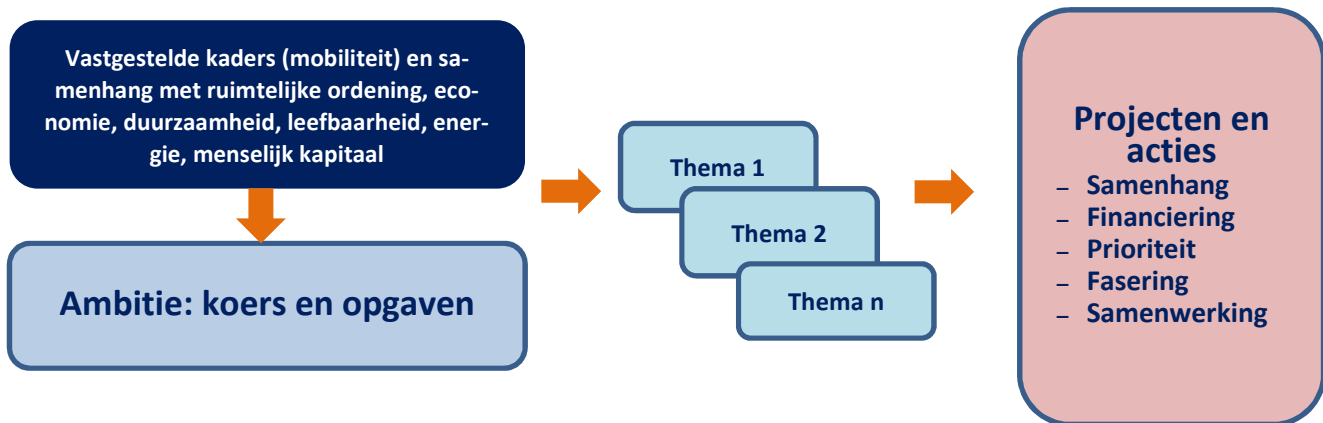 Vastgestelde kaders (mobiliteit) en sa-
menhang met ruimtelijke ordening, eco-
nomie, duurzaamheid, leefbaarheid, ener-
gie, menselijk kapitaal
Ambitie: koers en opgaven
Thema 1
Thema 2
Thema n
Projecten en
acties
– Samenhang
– Financiering
– Prioriteit
– Fasering
– Samenwerking